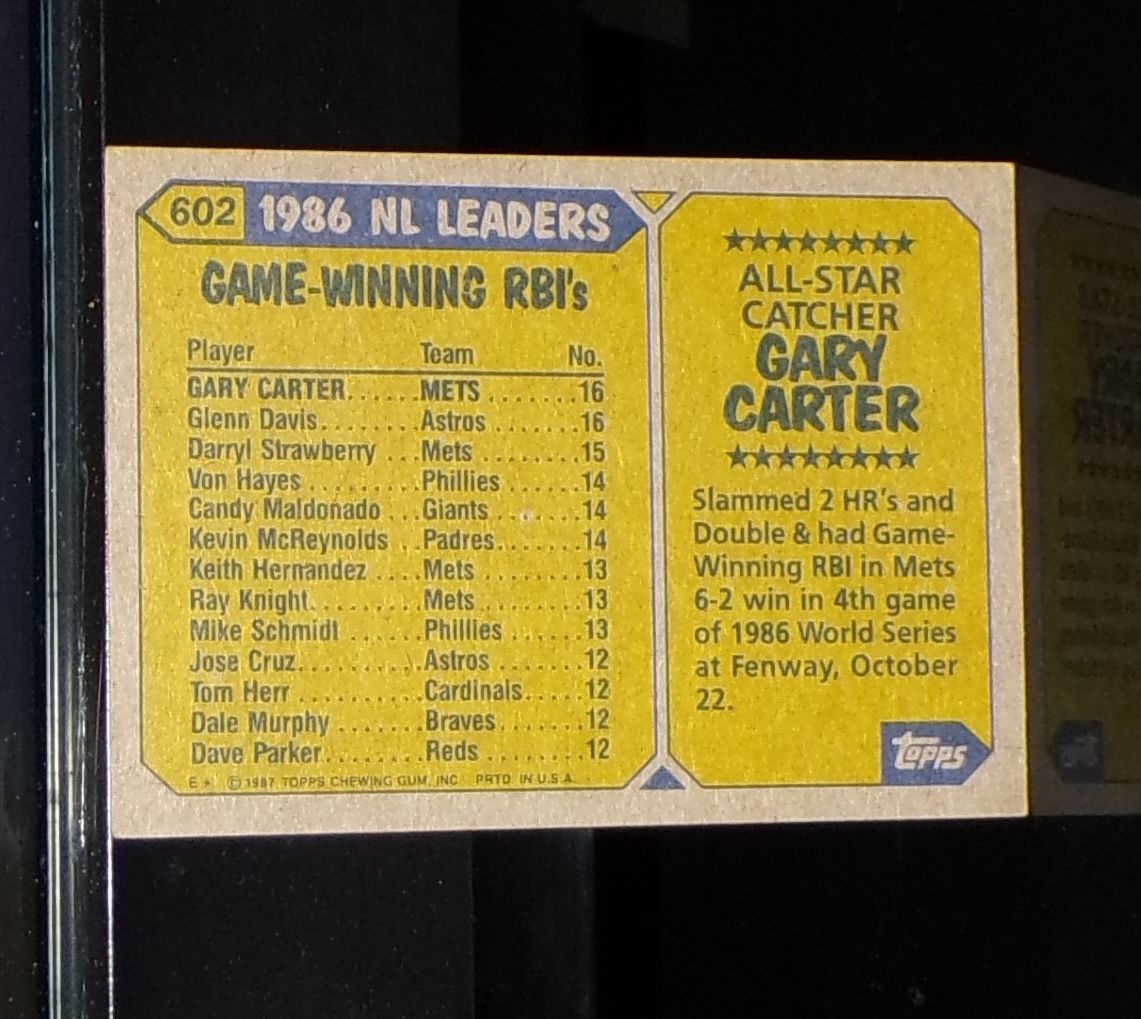 602 1986 NL LEADERS
GAME-WINNING RBI's
Player Team No.
GARY CARTER......METS.......16
Glenn Davis........Astros........16
Darryl Strawberry ...Mets........15
Von Hayes.........Phillies......14
Candy Maldonado ...Giants.......14
Kevin McReynolds ..Padres.......14
Keith Hernandez ....Mets........13
Ray Knight.........Mets........13
Mike Schmidt ......Phillies......13
Jose Cruz..........Astros.......12
Tom Herr..........Cardinals.....12
Dale Murphy.......Braves.......12
Dave Parker.......Reds........12
E * © 1987 TOPPS CHEWING GUM, INC PRTD. IN U.S.A.
★★★★★★★★
ALL-STAR
CATCHER
GARY
CARTER
★★★★★★★★
Slammed 2 HR's and
Double & had Game-
Winning RBI in Mets
6-2 win in 4th game
of 1986 World Series
at Fenway, October
22.
topps